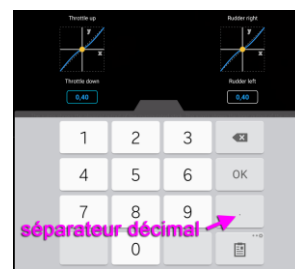 Throttle up
Rudder right
y
x
y
x
Throttle down
Rudder left
0,40
0,40
1 2 3
4 5 6 OK
7 8 9 .
séparateur décimal
0